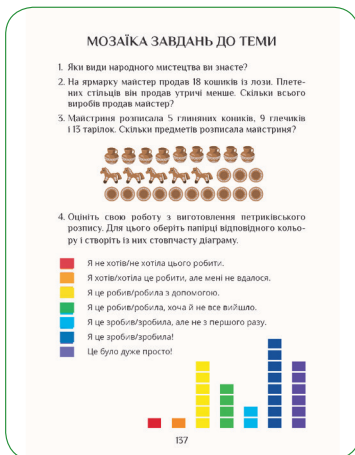 МОЗАЇКА ЗАВДАНЬ ДО ТЕМИ
1. Яки види народного мистецтва ви знаєте?
2. На ярмарку майстер продав 18 кошиків із лози. Плете-
них стільців він продав утричі менше. Скільки всього
виробів продав майстер?
3. Майстриня розписала 5 глиняних коників, 9 глечиків
і 13 тарілок. Скільки предметів розписала майстриня?
4. Оцініть свою роботу з виготовлення петриківського
розпису. Для цього оберіть папірці відповідного кольо-
ру і створіть із них стовпчасту діаграму.
Я не хотів/не хотіла цього робити.
Я хотів/хотіла це робити, але мені не вдалося.
Я це робив/робила з допомогою.
Я це робив/робила, хоча й не все вийшло.
Я це зробив/зробила, але не з першого разу.
Я це зробив/зробила!
Це було дуже просто!
137